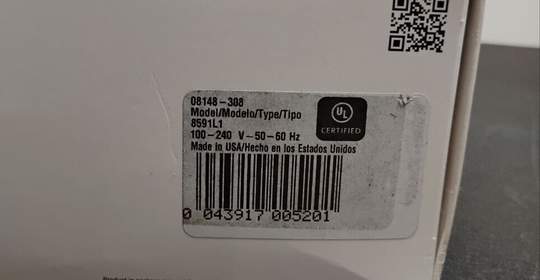 08148-308
Model/Modelo/Type/Tipo
8591L1
100-240 V~50-60 Hz
Made in USA/Hecho en los Estados Unidos
UL
CERTIFIED
0 043917 005201